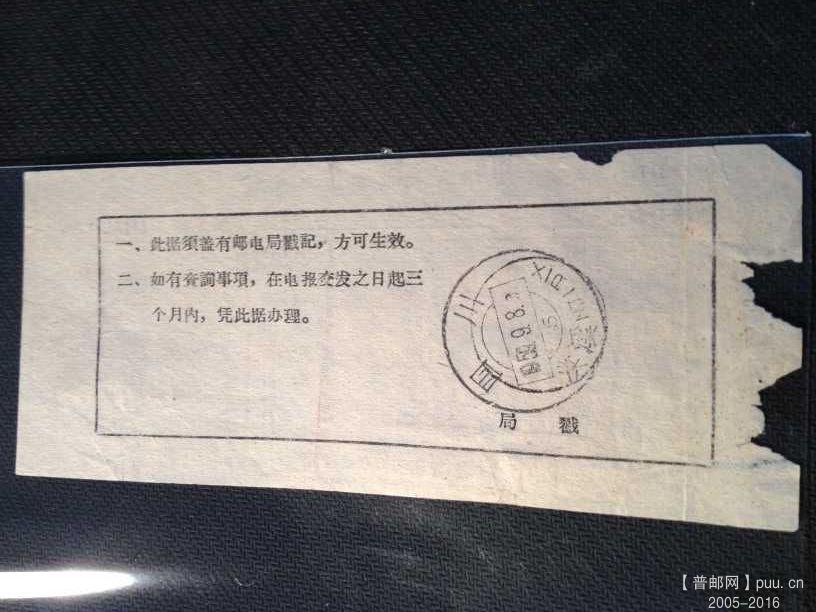 一、此据须盖有邮电局戳記，方可生效。
二、如有查詢事項，在电报交发之日起三
个月内，凭此据办理。
四川
局 戳
【普邮网】puu.cn
2005-2016